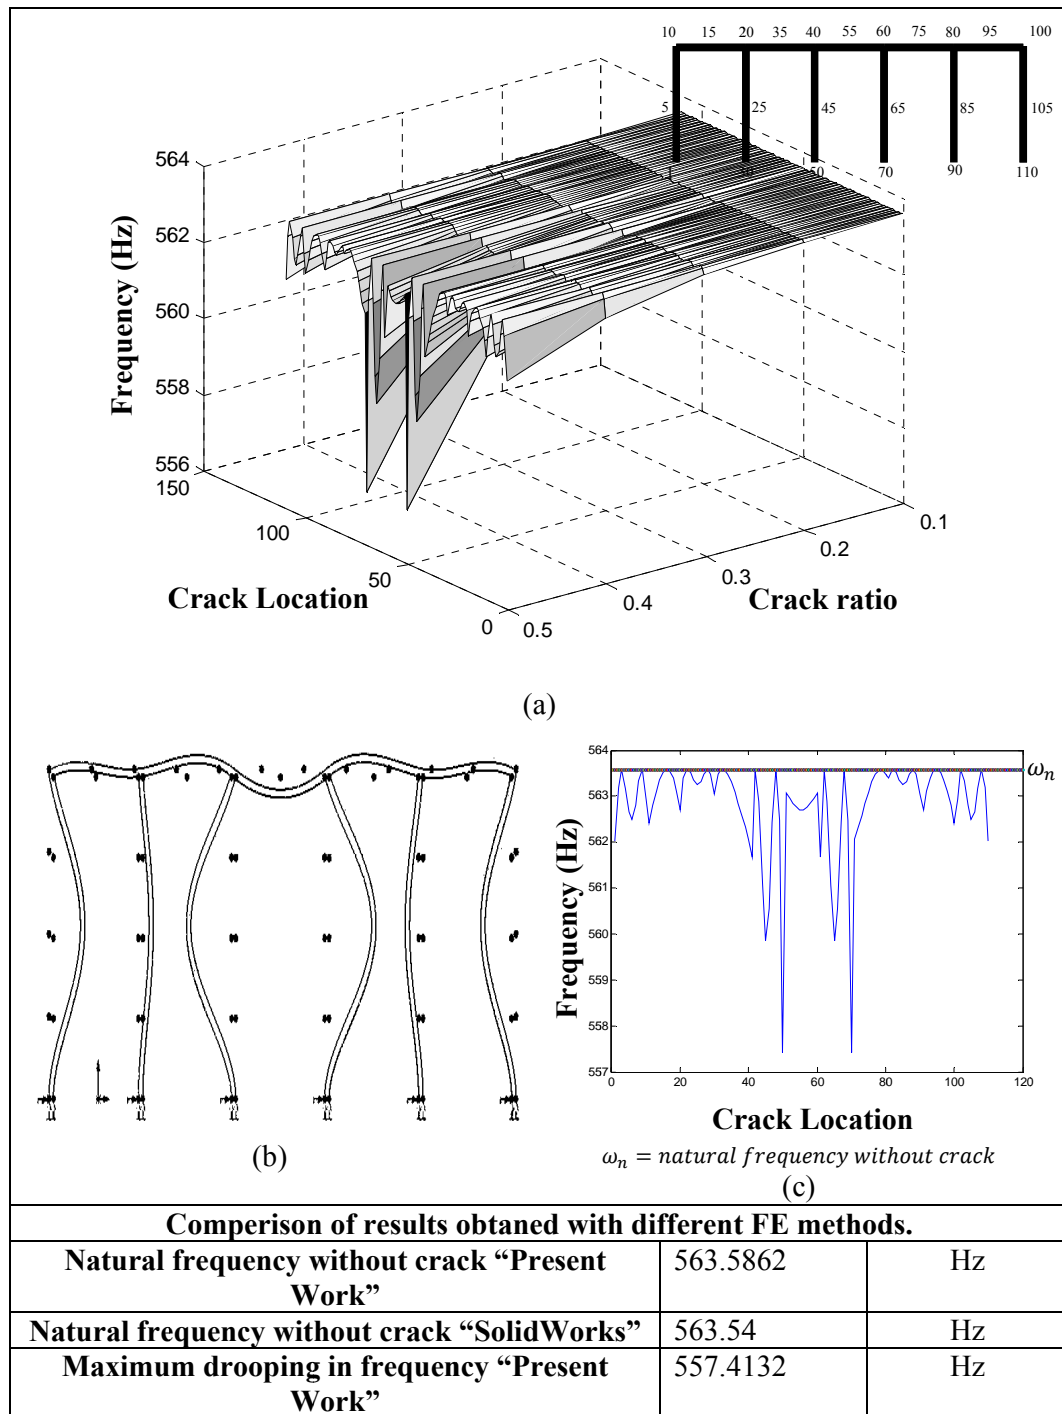 10 15 20 35 40 55 60 75 80 95 100
5 25 45 65 85 105
50 70 90 110
564
562
560
558
556
Frequency (Hz)
150
100
50
0
Crack Location
0.5
0.4
0.3
0.2
0.1
Crack ratio
(a)
(b)
564
563
562
561
560
559
558
557
Frequency (Hz)
0 20 40 60 80 100 120
ωn
Crack Location
ωn = natural frequency without crack
(c)
Comperison of results obtaned with different FE methods.
Natural frequency without crack “Present
Work”
563.5862
Hz
Natural frequency without crack “SolidWorks”
563.54
Hz
Maximum drooping in frequency “Present
Work”
557.4132
Hz